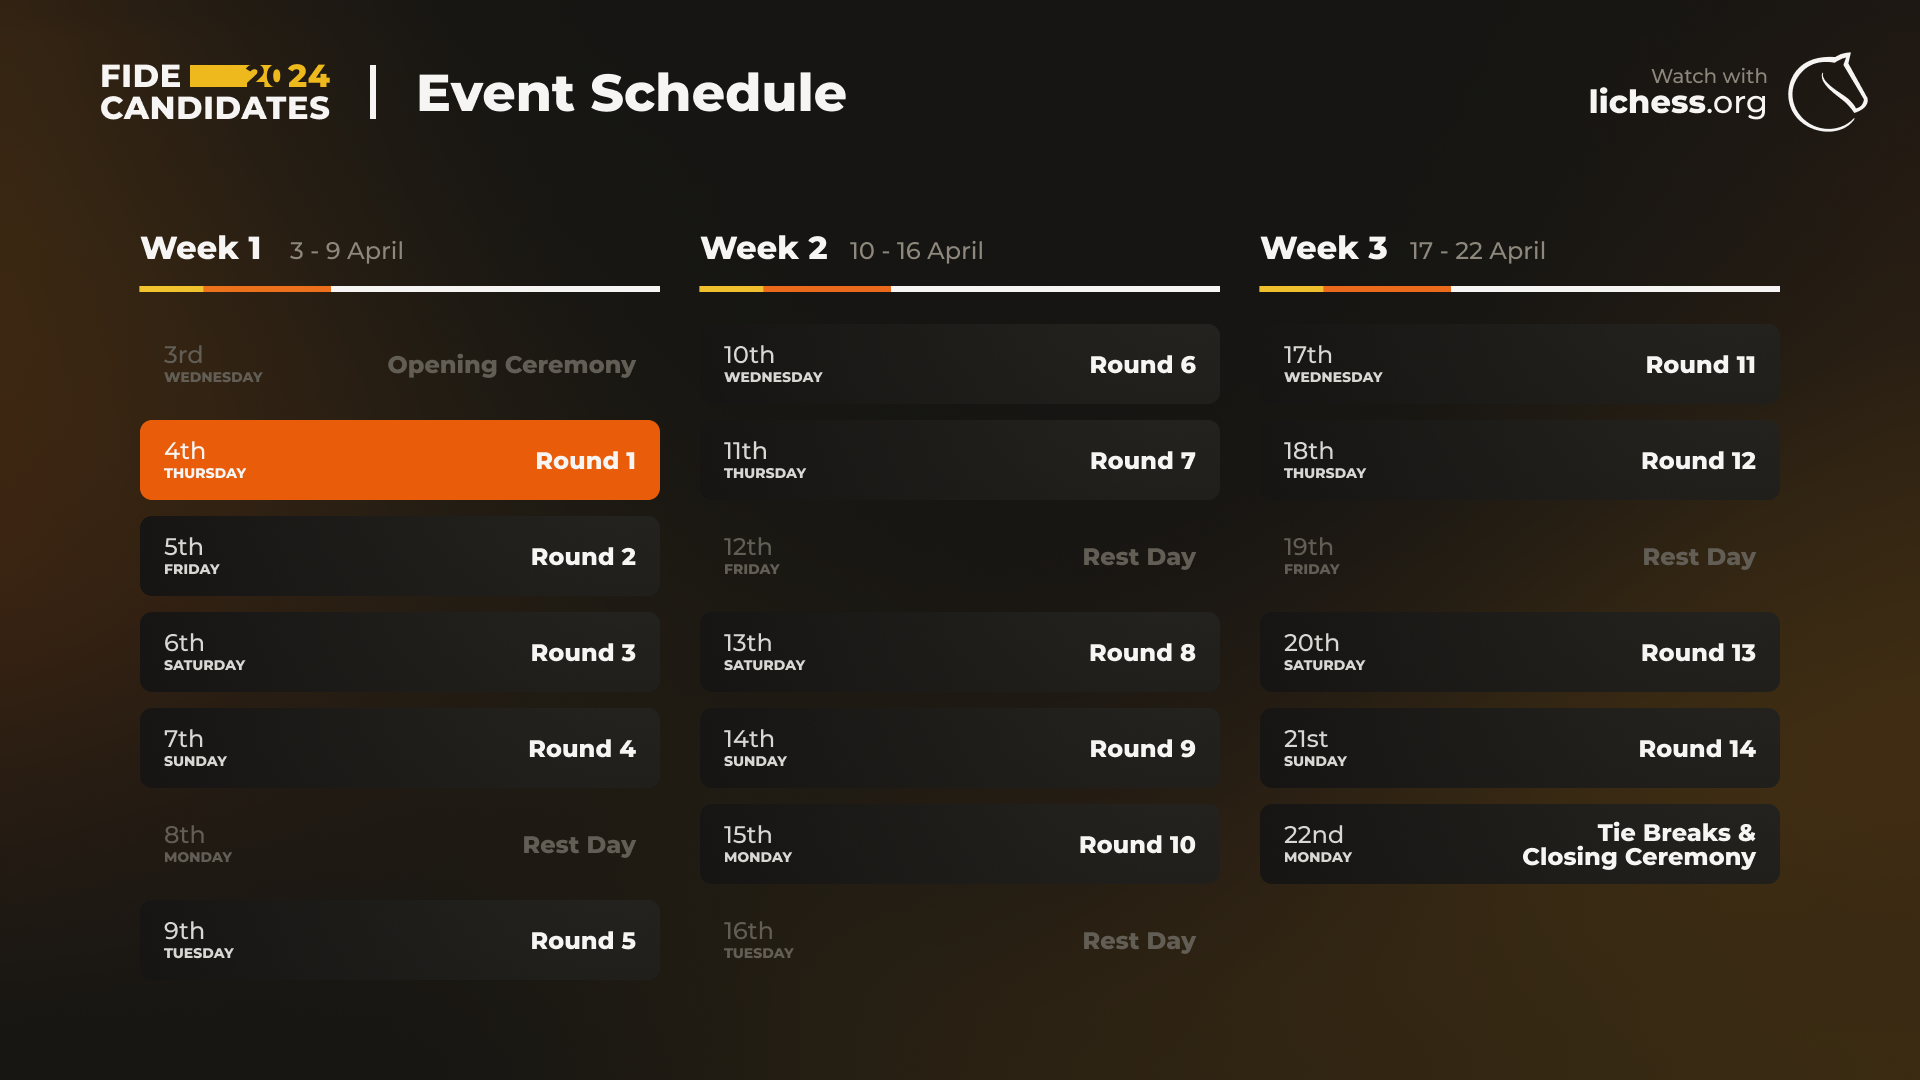 FIDE 2024
CANDIDATES
Event Schedule
Watch with
lichess.org
Week 1 3 - 9 April
3rd
WEDNESDAY
Opening Ceremony
4th
THURSDAY
Round 1
5th
FRIDAY
Round 2
6th
SATURDAY
Round 3
7th
SUNDAY
Round 4
8th
MONDAY
Rest Day
9th
TUESDAY
Round 5
Week 2 10 - 16 April
10th
WEDNESDAY
Round 6
11th
THURSDAY
Round 7
12th
FRIDAY
Rest Day
13th
SATURDAY
Round 8
14th
SUNDAY
Round 9
15th
MONDAY
Round 10
16th
TUESDAY
Rest Day
Week 3 17 - 22 April
17th
WEDNESDAY
Round 11
18th
THURSDAY
Round 12
19th
FRIDAY
Rest Day
20th
SATURDAY
Round 13
21st
SUNDAY
Round 14
22nd
MONDAY
Tie Breaks &
Closing Ceremony